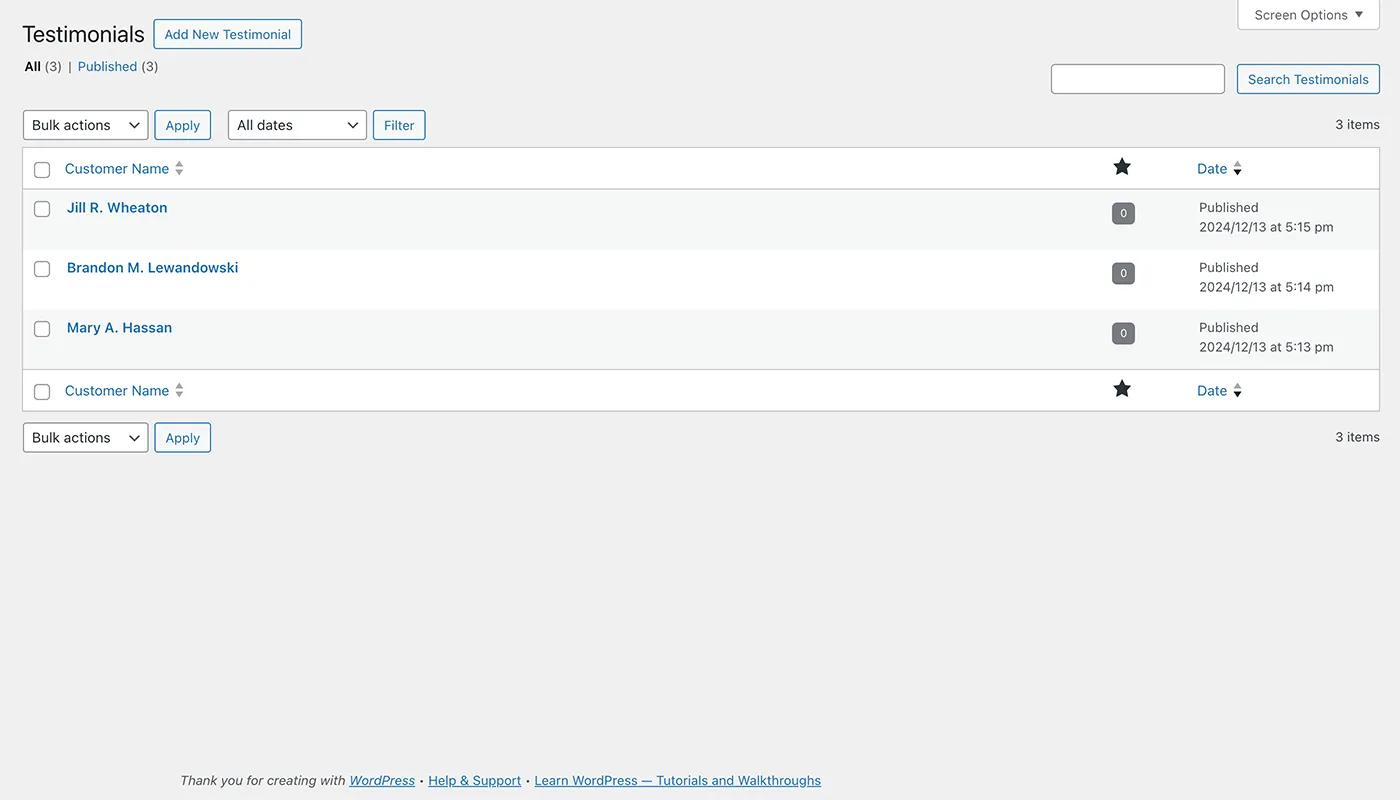 Screen Options ▼
Testimonials Add New Testimonial
All (3) | Published (3)
Search Testimonials
Bulk actions Apply All dates Filter 3 items
Customer Name ★ Date
Jill R. Wheaton 0 Published
2024/12/13 at 5:15 pm
Brandon M. Lewandowski 0 Published
2024/12/13 at 5:14 pm
Mary A. Hassan 0 Published
2024/12/13 at 5:13 pm
Customer Name ★ Date
Bulk actions Apply 3 items
Thank you for creating with WordPress • Help & Support • Learn WordPress — Tutorials and Walkthroughs